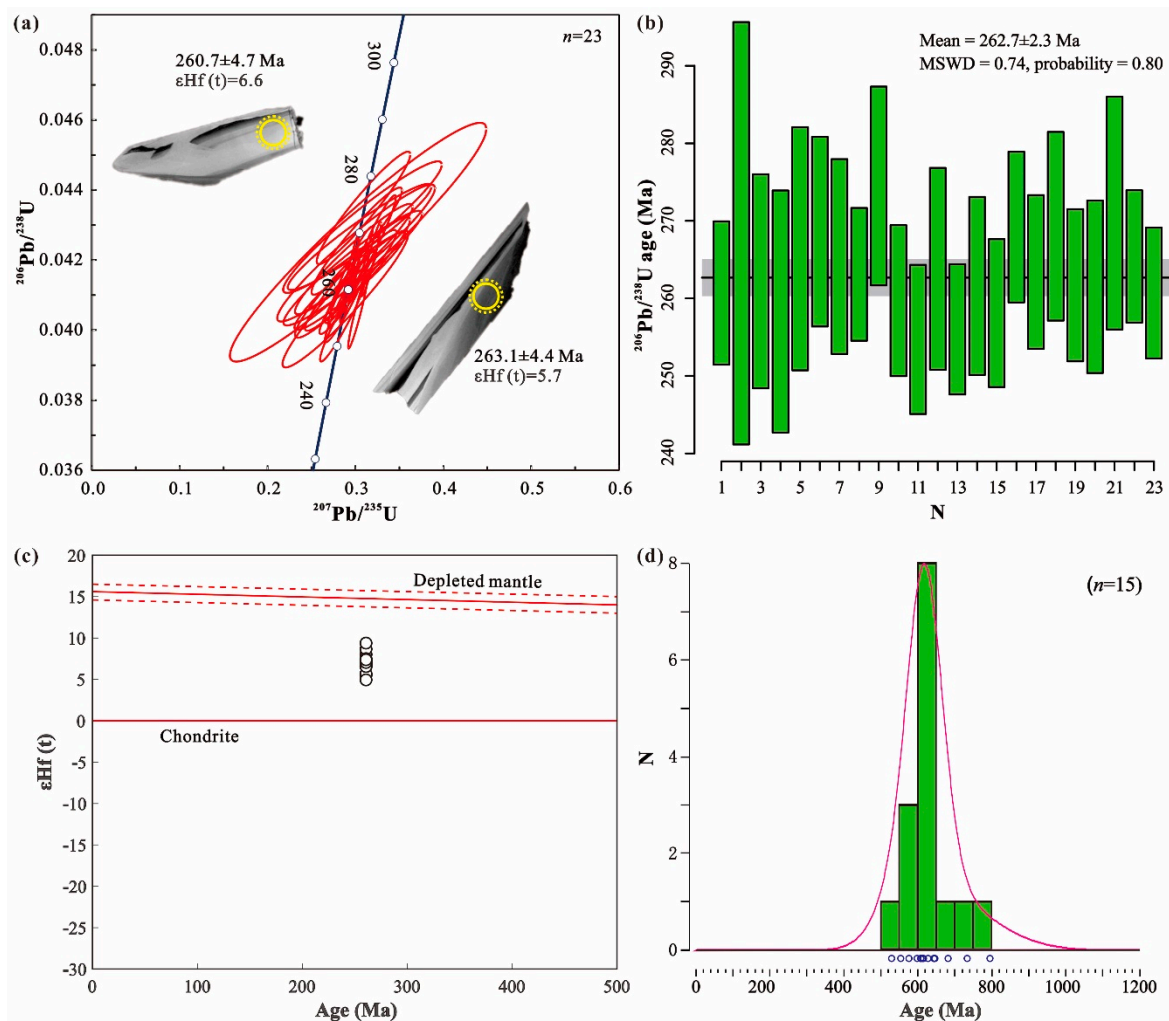 (a)
n=23
260.7±4.7 Ma
εHf (t)=6.6
300
280
260
240
263.1±4.4 Ma
εHf (t)=5.7
0.048
0.046
0.044
0.042
0.040
0.038
0.036
²⁰⁶Pb/²³⁸U
0.0 0.1 0.2 0.3 0.4 0.5 0.6
²⁰⁷Pb/²³⁵U
(b)
Mean = 262.7±2.3 Ma
MSWD = 0.74, probability = 0.80
290
280
270
260
250
240
²⁰⁶Pb/²³⁸U age (Ma)
1 3 5 7 9 11 13 15 17 19 21 23
N
(c)
20
15
10
5
0
-5
-10
-15
-20
-25
-30
εHf (t)
Depleted mantle
Chondrite
0 100 200 300 400 500
Age (Ma)
(d)
(n=15)
8
6
4
2
0
N
0 200 400 600 800 1000 1200
Age (Ma)